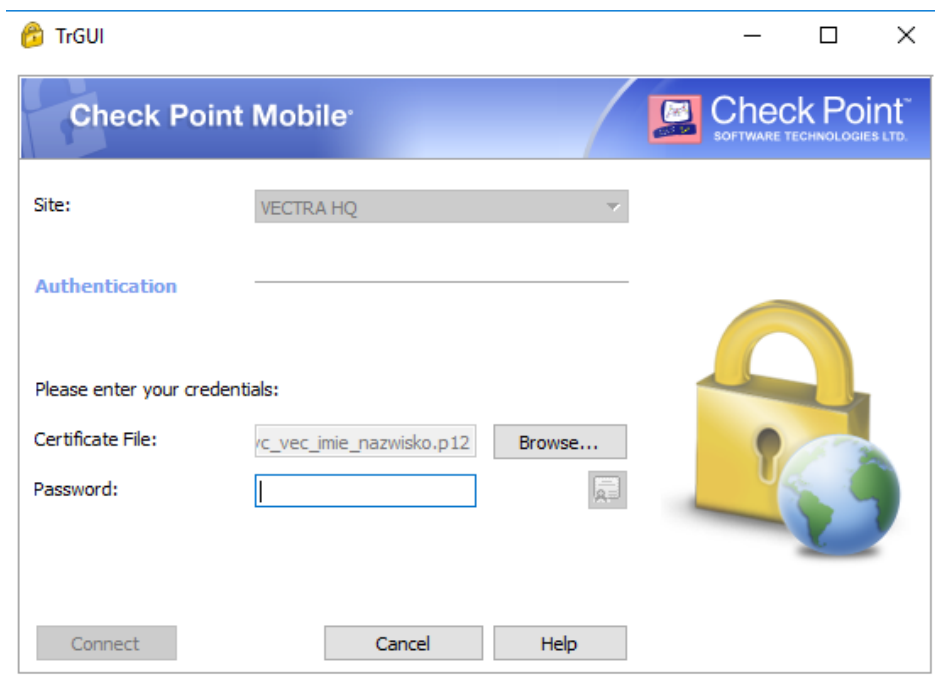 TrGUI
Check Point Mobile
Check Point™
SOFTWARE TECHNOLOGIES LTD.
Site: VECTRA HQ
Authentication
Please enter your credentials:
Certificate File: vc_vec_imie_nazwisko.p12 Browse...
Password:
Connect Cancel Help